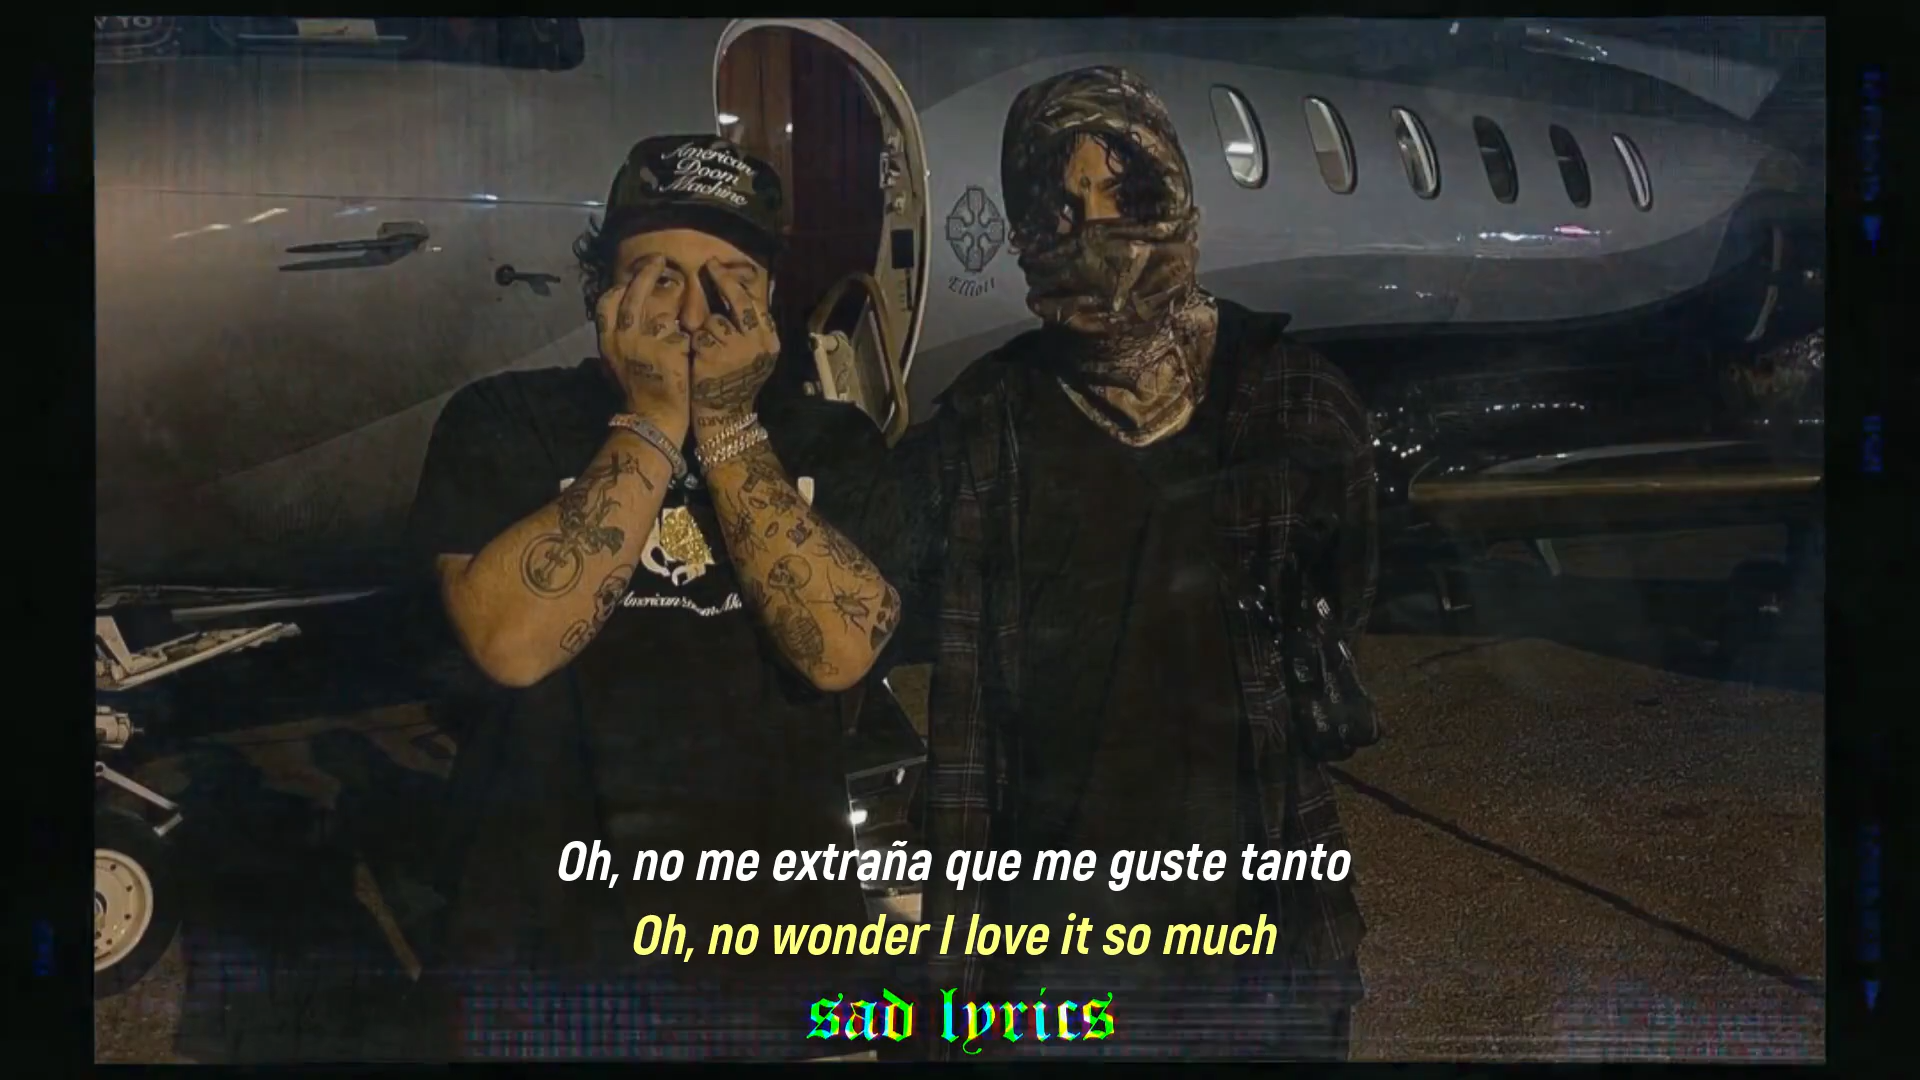 American
Doom
Machine
Elliott
Oh, no me extraña que me guste tanto
Oh, no wonder I love it so much
sad lyrics